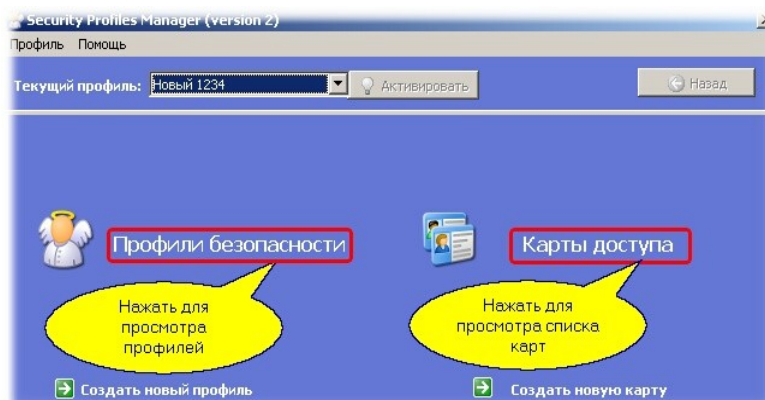 Security Profiles Manager (version 2)
Профиль Помощь
Текущий профиль: Новый 1234 Активировать Назад
Профили безопасности Карты доступа
Нажать для
просмотра
профилей
Нажать для
просмотра списка
карт
Создать новый профиль Создать новую карту